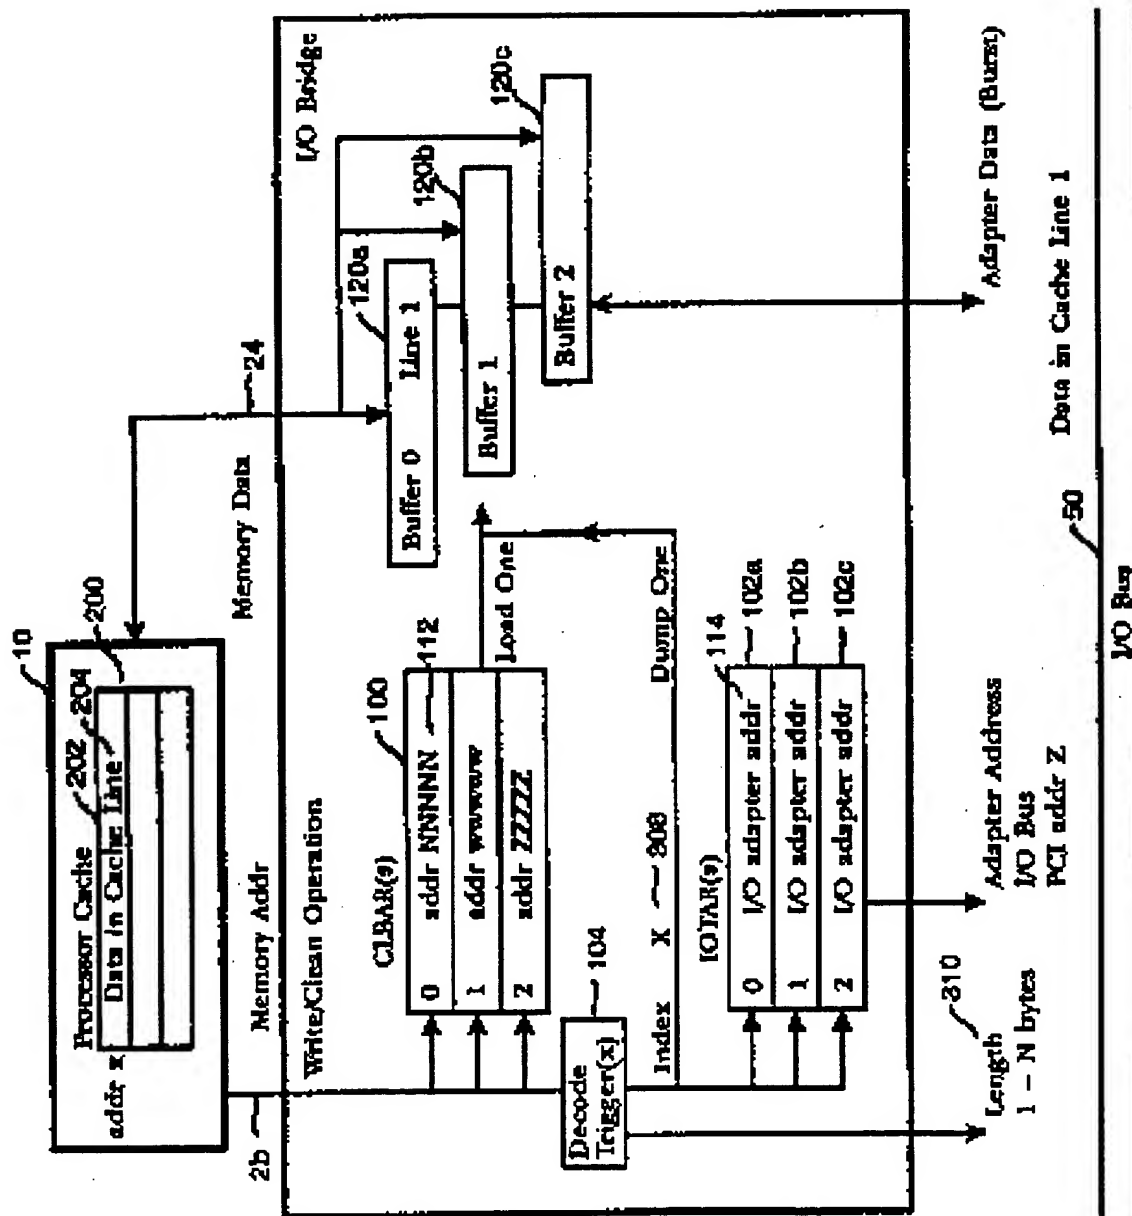 10
Processor Cache
202
204
200
addr x
Data in Cache Line
2b
Memory Addr
Memory Data
24
Write/Clean Operation
I/O Bridge
CLBAR(s)
100
0 addr NNNNN
112
1 addr wwwww
2 addr ZZZZZ
Load One
Buffer 0 Line 1
120a
Buffer 1
120b
Buffer 2
120c
Decode
Trigger(x)
104
Index X
308
Dump One
IOTAR(s)
114
0 I/O adapter addr
102a
1 I/O adapter addr
102b
2 I/O adapter addr
102c
310
Length
1 - N bytes
Adapter Address
I/O Bus
PCI addr Z
Adapter Data (Burst)
Data in Cache Line 1
50
I/O Bus